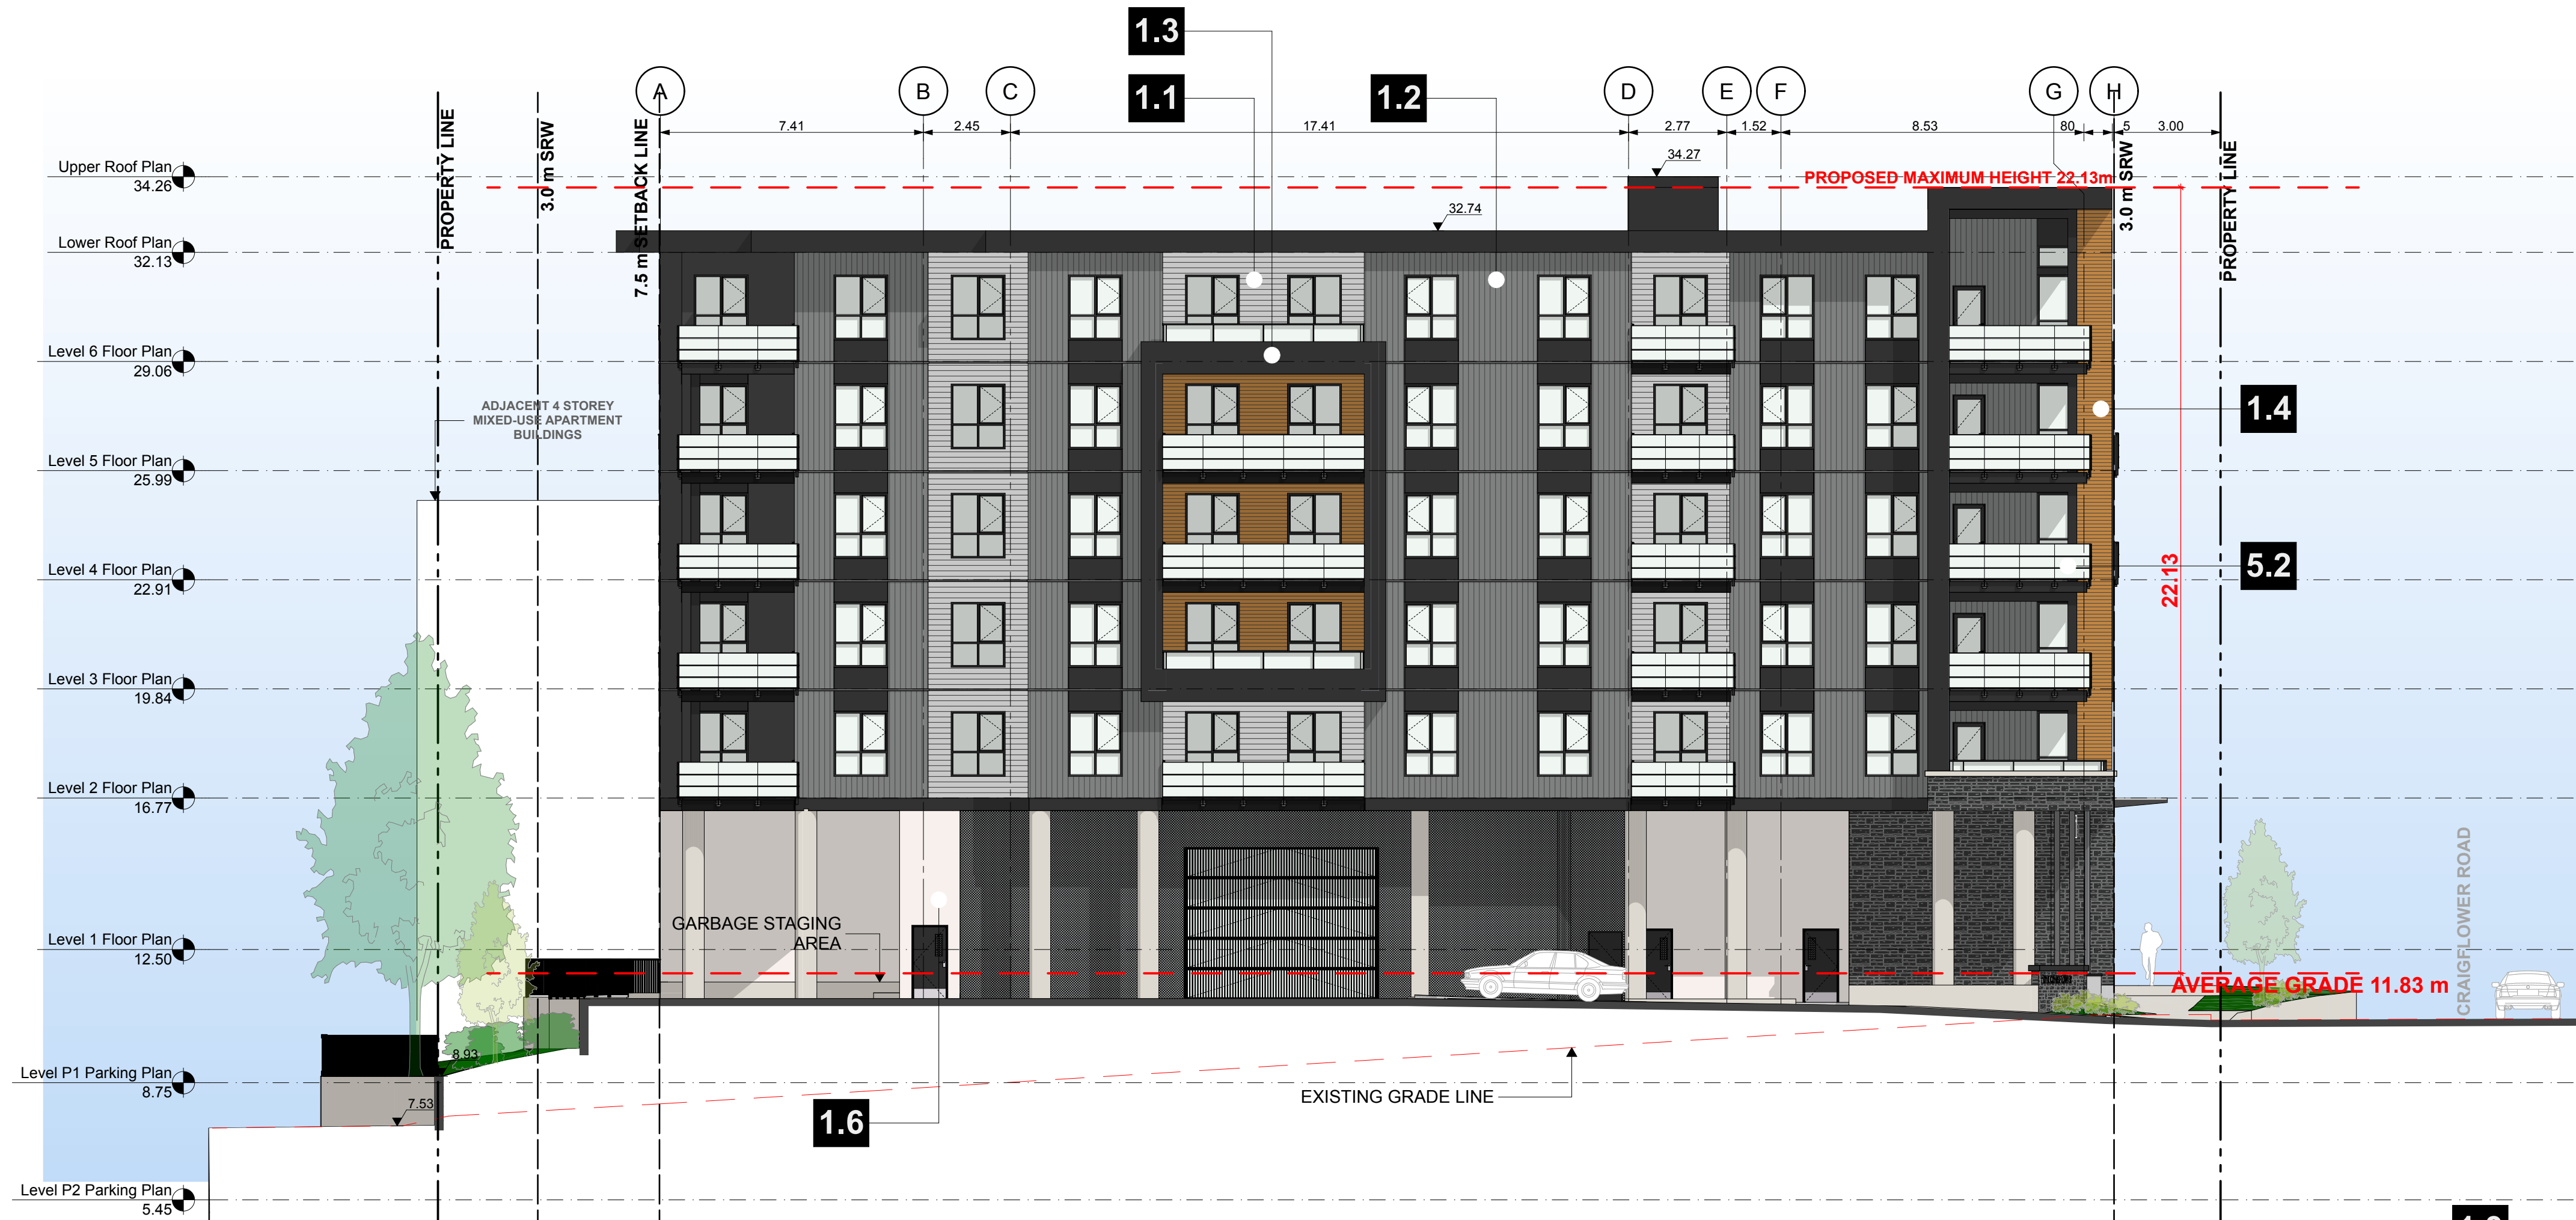 1.3
1.1
1.2
A
B
C
D
E
F
G
H
7.41
2.45
17.41
2.77
1.52
8.53
80
5
3.00
PROPERTY LINE
3.0 m SRW
7.5 m SETBACK LINE
34.27
PROPOSED MAXIMUM HEIGHT 22.13m
3.0 m SRW
PROPERTY LINE
32.74
Upper Roof Plan
34.26
Lower Roof Plan
32.13
Level 6 Floor Plan
29.06
ADJACENT 4 STOREY
MIXED-USE APARTMENT
BUILDINGS
1.4
Level 5 Floor Plan
25.99
5.2
22.13
Level 4 Floor Plan
22.91
Level 3 Floor Plan
19.84
Level 2 Floor Plan
16.77
GARBAGE STAGING
AREA
Level 1 Floor Plan
12.50
AVERAGE GRADE 11.83 m
CRAIGFLOWER ROAD
8.93
Level P1 Parking Plan
8.75
7.53
EXISTING GRADE LINE
1.6
Level P2 Parking Plan
5.45